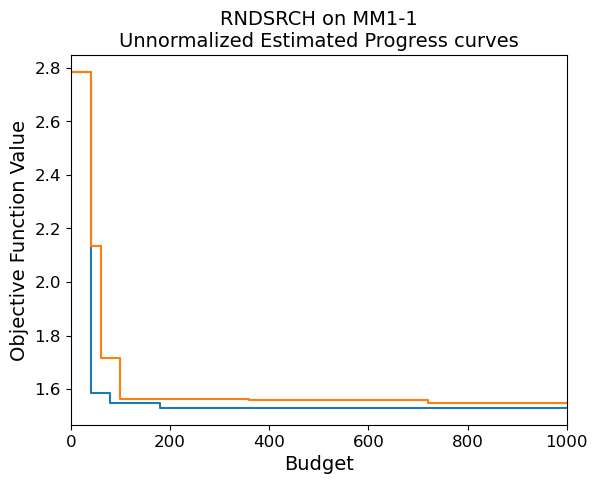 RNDSRCH on MM1-1
Unnormalized Estimated Progress curves
Objective Function Value
2.8
2.6
2.4
2.2
2.0
1.8
1.6
0 200 400 600 800 1000
Budget